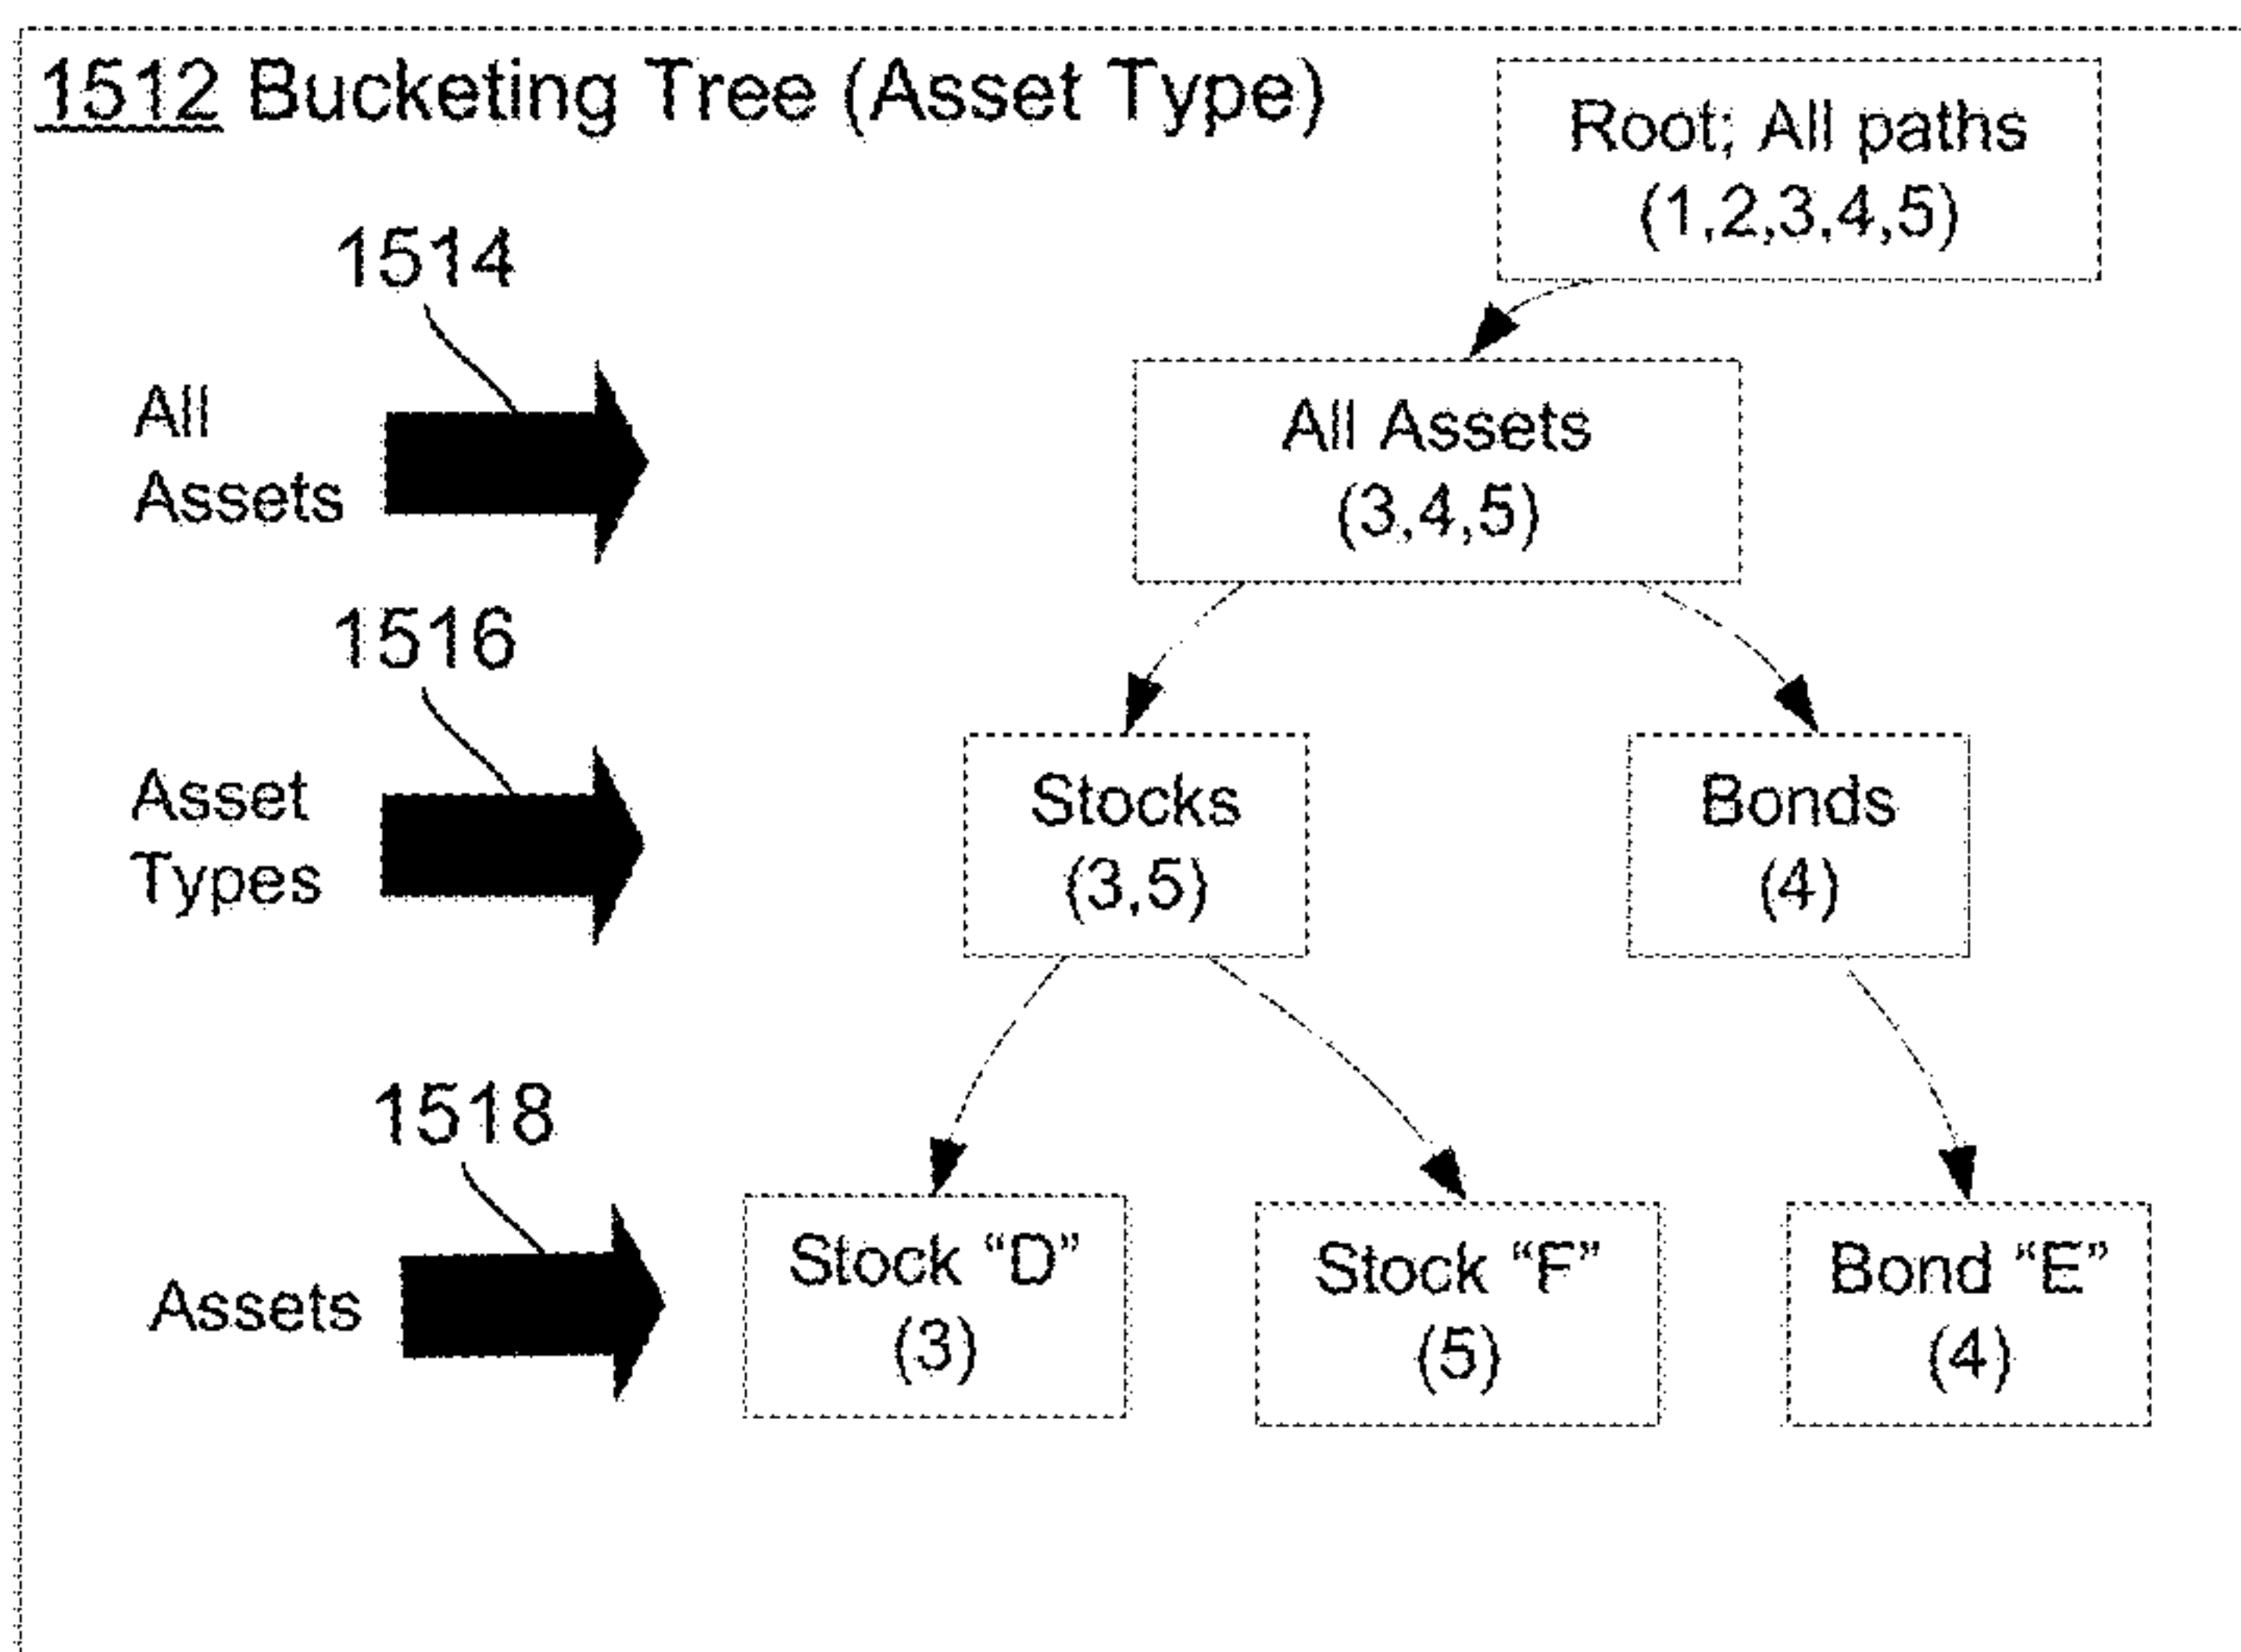 1512 Bucketing Tree (Asset Type)
Root; All paths
(1,2,3,4,5)
1514
All
Assets
All Assets
(3,4,5)
1516
Asset
Types
Stocks
(3,5)
Bonds
(4)
1518
Assets
Stock “D”
(3)
Stock “F”
(5)
Bond “E”
(4)